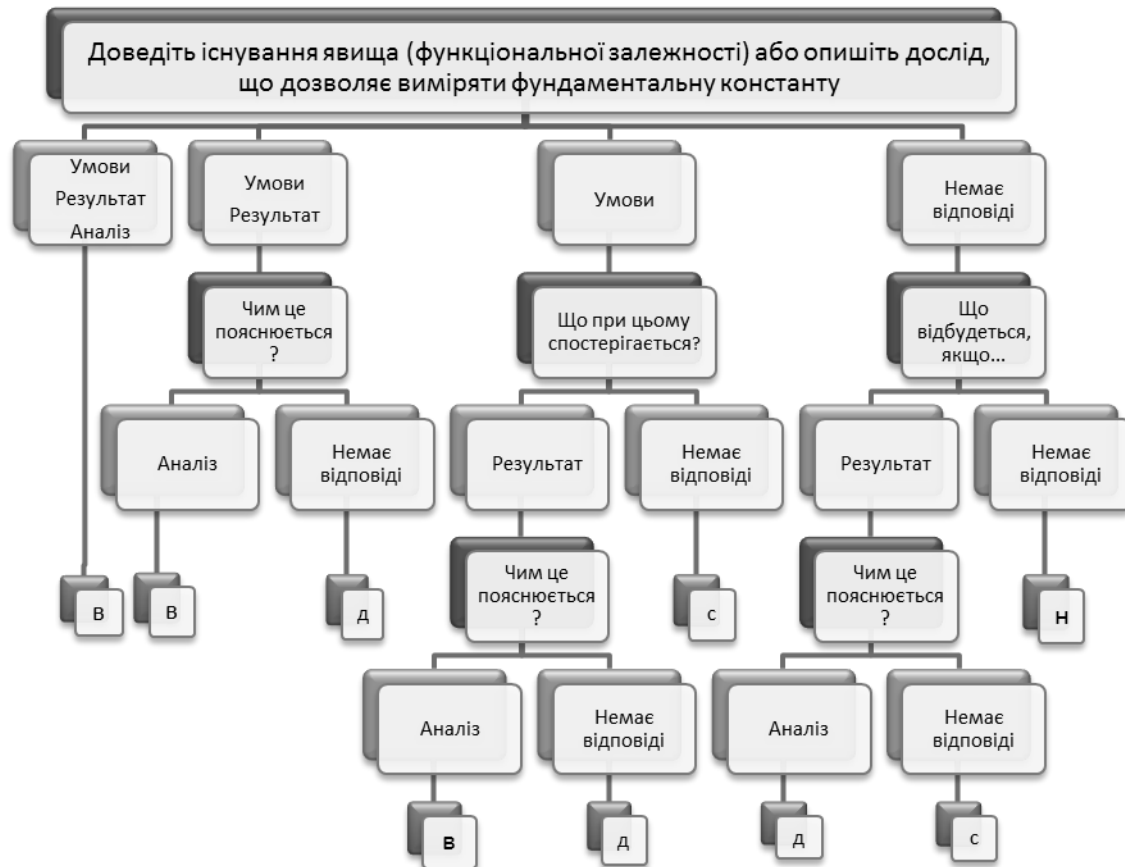 Доведіть існування явища (функціональної залежності) або опишіть дослід,
що дозволяє виміряти фундаментальну константу
Умови
Результат
Аналіз
Умови
Результат
Умови
Немає
відповіді
Чим це
пояснюється
?
Що при цьому
спостерігається?
Що
відбудеться,
якщо...
Аналіз
Немає
відповіді
Результат
Немає
відповіді
Результат
Немає
відповіді
В
В
д
Чим це
пояснюється
?
с
Чим це
пояснюється
?
н
Аналіз
Немає
відповіді
Аналіз
Немає
відповіді
в
д
д
с